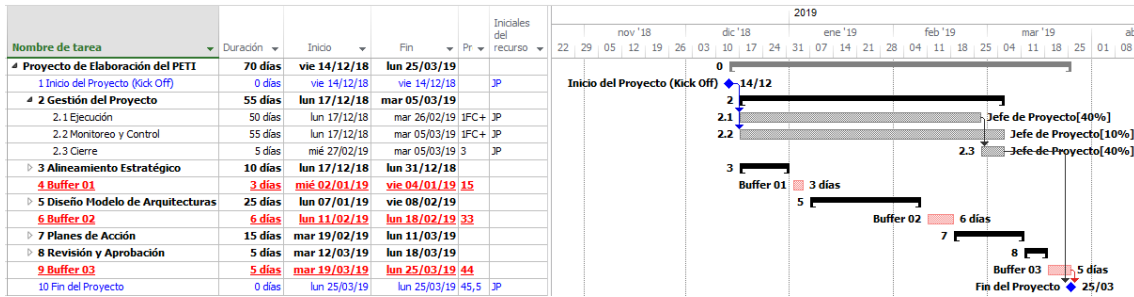 Nombre de tarea Duración Inicio Fin Pr Iniciales del recurso
2019
nov '18 dic '18 ene '19 feb '19 mar '19 ab
22 29 05 12 19 26 03 10 17 24 31 07 14 21 28 04 11 18 25 04 11 18 25 01 08
Proyecto de Elaboración del PETI 70 días vie 14/12/18 lun 25/03/19 0
1 Inicio del Proyecto (Kick Off) 0 días vie 14/12/18 vie 14/12/18 JP Inicio del Proyecto (Kick Off) 14/12
2 Gestión del Proyecto 55 días lun 17/12/18 mar 05/03/19 2
2.1 Ejecución 50 días lun 17/12/18 mar 26/02/19 1FC+ JP 2.1 Jefe de Proyecto[40%]
2.2 Monitoreo y Control 55 días lun 17/12/18 mar 05/03/19 1FC+ JP 2.2 Jefe de Proyecto[10%]
2.3 Cierre 5 días mié 27/02/19 mar 05/03/19 3 JP 2.3 Jefe de Proyecto[40%]
3 Alineamiento Estratégico 10 días lun 17/12/18 lun 31/12/18 3
4 Buffer 01 3 días mié 02/01/19 vie 04/01/19 15 Buffer 01 3 días
5 Diseño Modelo de Arquitecturas 25 días lun 07/01/19 vie 08/02/19 5
6 Buffer 02 6 días lun 11/02/19 lun 18/02/19 33 Buffer 02 6 días
7 Planes de Acción 15 días mar 19/02/19 lun 11/03/19 7
8 Revisión y Aprobación 5 días mar 12/03/19 lun 18/03/19 8
9 Buffer 03 5 días mar 19/03/19 lun 25/03/19 44 Buffer 03 5 días
10 Fin del Proyecto 0 días lun 25/03/19 lun 25/03/19 45,5 JP Fin del Proyecto 25/03